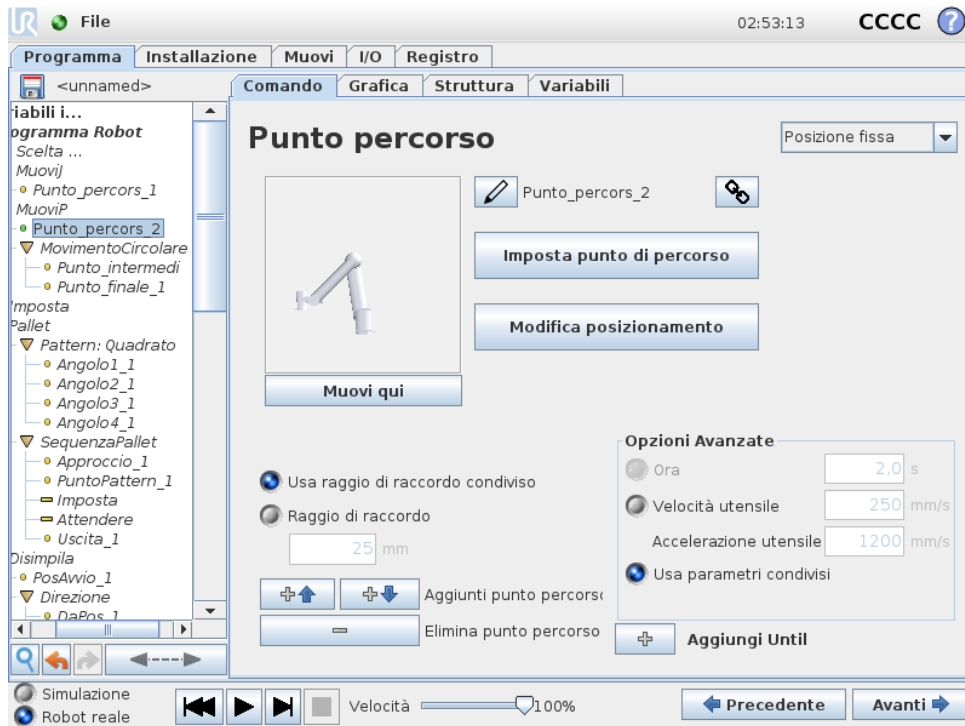 UR File 02:53:13 CCCC ?
Programma Installazione Muovi I/O Registro
<unnamed>
Comando Grafica Struttura Variabili
riabili i...
ogramma Robot
Scelta ...
MuoviJ
Punto_percors_1
MuoviP
Punto_percors_2
MovimentoCircolare
Punto_intermedi
Punto_finale_1
Imposta
Pallet
Pattern: Quadrato
Angolo1_1
Angolo2_1
Angolo3_1
Angolo4_1
SequenzaPallet
Approccio_1
PuntoPattern_1
Imposta
Attendere
Uscita_1
Disimpila
PosAvvio_1
Direzione
DaPos_1
Punto percorso
Posizione fissa
Punto_percors_2
Imposta punto di percorso
Modifica posizionamento
Muovi qui
Usa raggio di raccordo condiviso
Raggio di raccordo
25 mm
Aggiunti punto percorso
Elimina punto percorso
Opzioni Avanzate
Ora 2,0 s
Velocità utensile 250 mm/s
Accelerazione utensile 1200 mm/s
Usa parametri condivisi
Aggiungi Until
Simulazione
Robot reale
Velocità 100%
Precedente Avanti